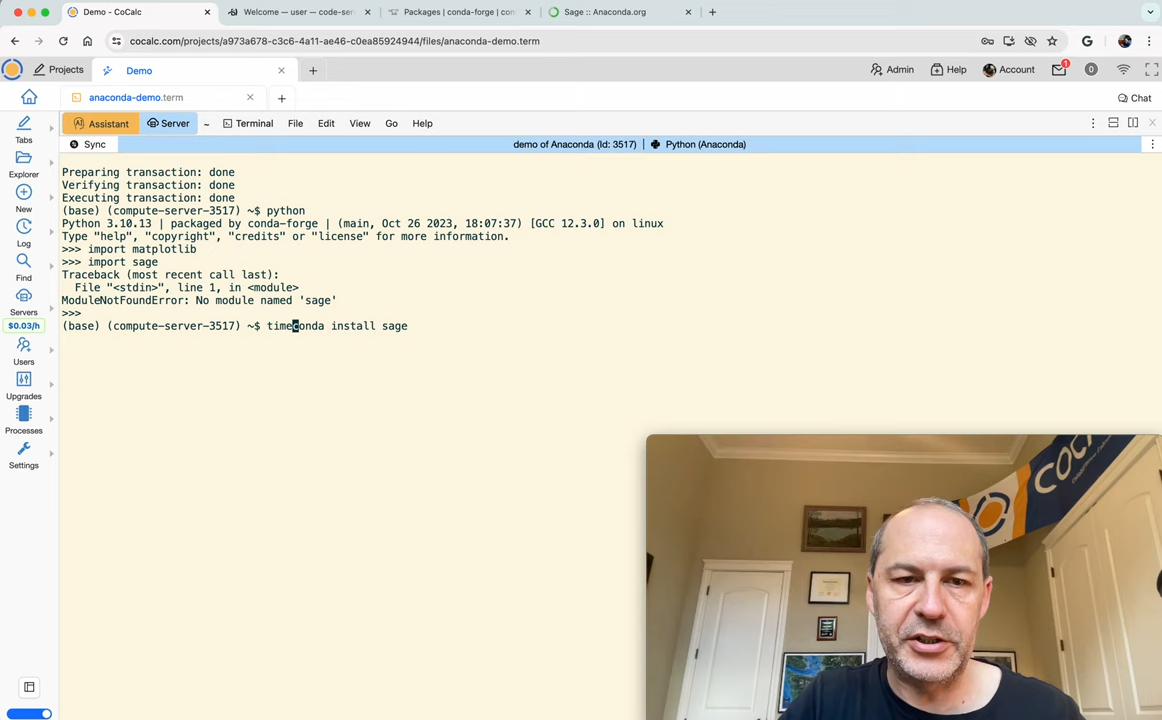 Demo - CoCalc
Welcome — user — code-ser
Packages | conda-forge | con
Sage :: Anaconda.org
cocalc.com/projects/a973a678-c3c6-4a11-ae46-c0ea85924944/files/anaconda-demo.term
Projects
Demo
Admin
Help
Account
1
0
anaconda-demo.term
Chat
AI Assistant
Server
~
Terminal
File
Edit
View
Go
Help
Sync
demo of Anaconda (Id: 3517)
Python (Anaconda)
Tabs
Explorer
New
Log
Find
Servers
$0.03/h
Users
Upgrades
Processes
Settings
Preparing transaction: done
Verifying transaction: done
Executing transaction: done
(base) (compute-server-3517) ~$ python
Python 3.10.13 | packaged by conda-forge | (main, Oct 26 2023, 18:07:37) [GCC 12.3.0] on linux
Type "help", "copyright", "credits" or "license" for more information.
>>> import matplotlib
>>> import sage
Traceback (most recent call last):
  File "<stdin>", line 1, in <module>
ModuleNotFoundError: No module named 'sage'
>>>
(base) (compute-server-3517) ~$ timeconda install sage
COC